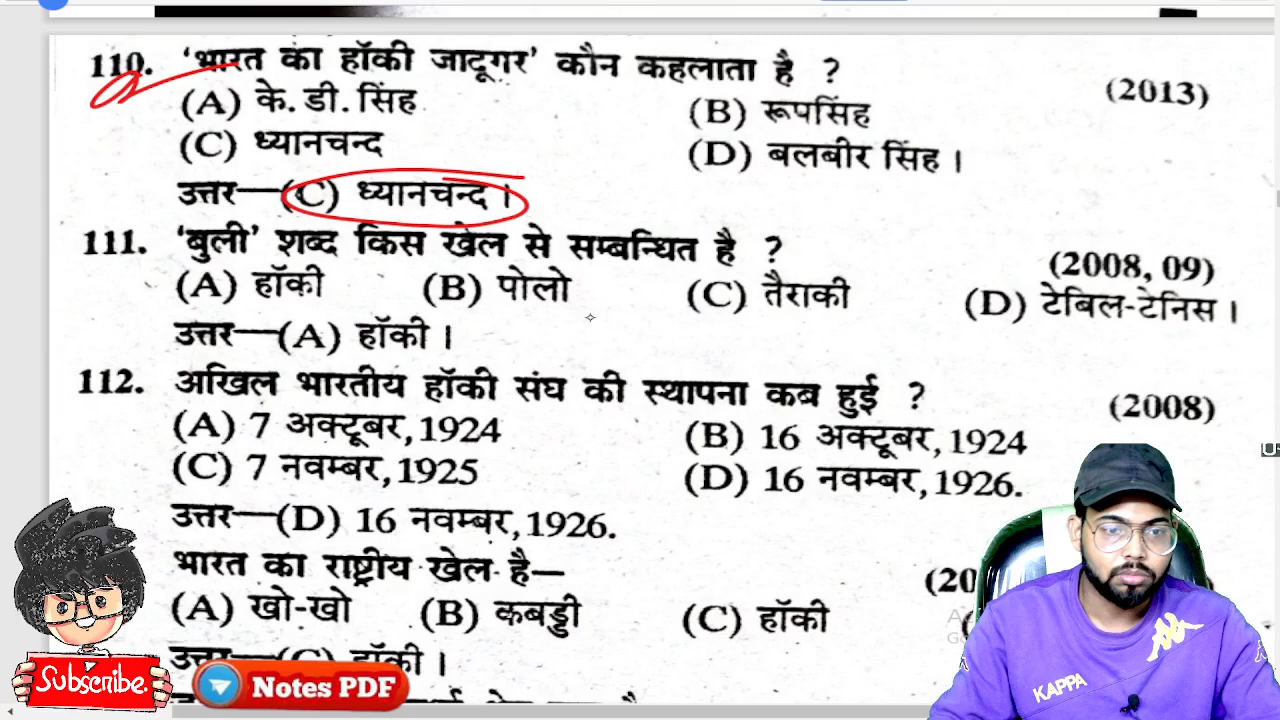 110. 'भारत का हॉकी जादूगर' कौन कहलाता है ? (2013)
(A) के. डी. सिंह (B) रूपसिंह
(C) ध्यानचन्द (D) बलबीर सिंह ।
उत्तर—(C) ध्यानचन्द ।
111. 'बुली' शब्द किस खेल से सम्बन्धित है ? (2008, 09)
(A) हॉकी (B) पोलो (C) तैराकी (D) टेबिल-टेनिस ।
उत्तर—(A) हॉकी ।
112. अखिल भारतीय हॉकी संघ की स्थापना कब हुई ? (2008)
(A) 7 अक्टूबर, 1924 (B) 16 अक्टूबर, 1924
(C) 7 नवम्बर, 1925 (D) 16 नवम्बर, 1926.
उत्तर—(D) 16 नवम्बर, 1926.
भारत का राष्ट्रीय खेल है— (20
(A) खो-खो (B) कबड्डी (C) हॉकी
उत्तर—(C) हॉकी ।
Subscribe.
Notes PDF
KAPPA